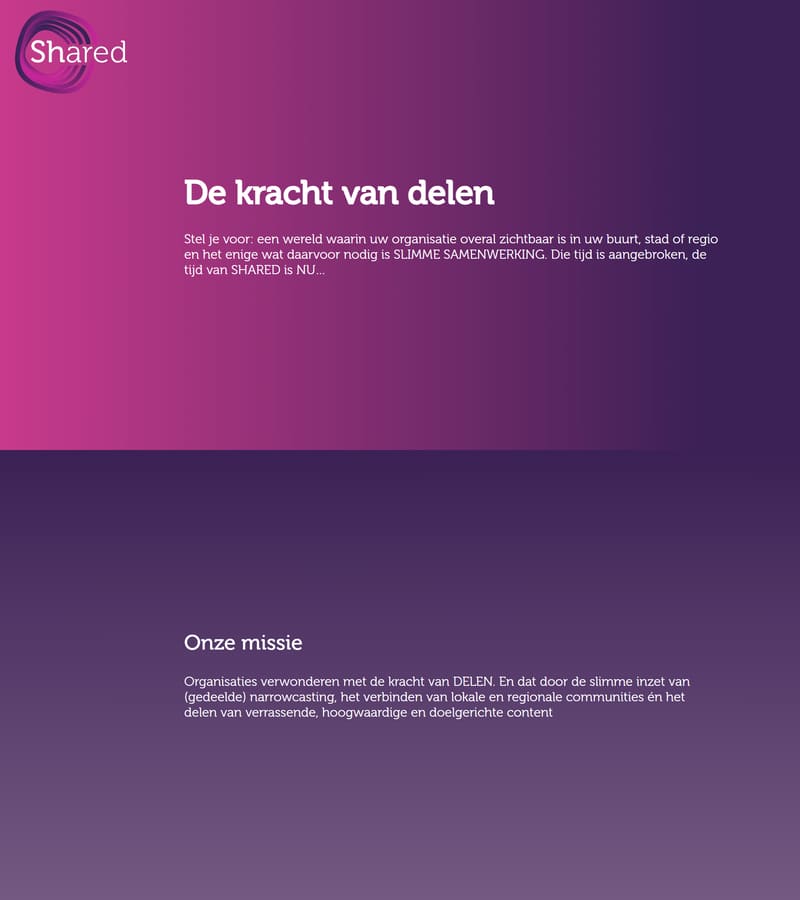 Shared
De kracht van delen
Stel je voor: een wereld waarin uw organisatie overal zichtbaar is in uw buurt, stad of regio
en het enige wat daarvoor nodig is SLIMME SAMENWERKING. Die tijd is aangebroken, de
tijd van SHARED is NU...
Onze missie
Organisaties verwonderen met de kracht van DELEN. En dat door de slimme inzet van
(gedeelde) narrowcasting, het verbinden van lokale en regionale communities én het
delen van verrassende, hoogwaardige en doelgerichte content